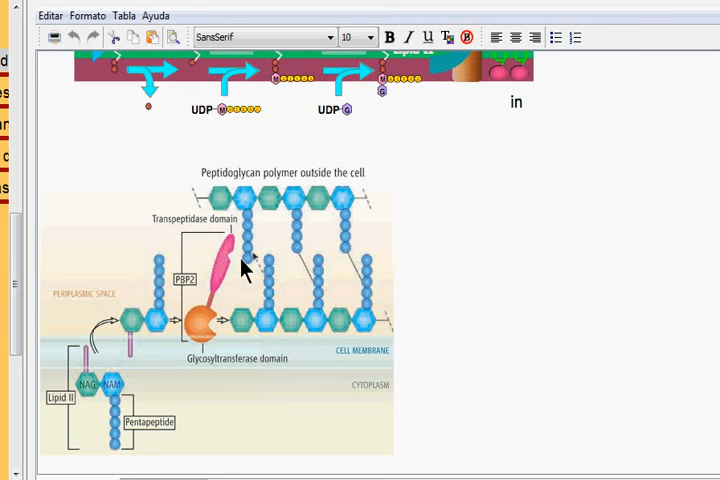 Editar Formato Tabla Ayuda
SansSerif 10 B I U
M
M
G
UDP M
UDP G
in
Peptidoglycan polymer outside the cell
Transpeptidase domain
PBP2
PERIPLASMIC SPACE
CELL MEMBRANE
Glycosyltransferase domain
NAG NAM
CYTOPLASM
Lipid II
Pentapeptide